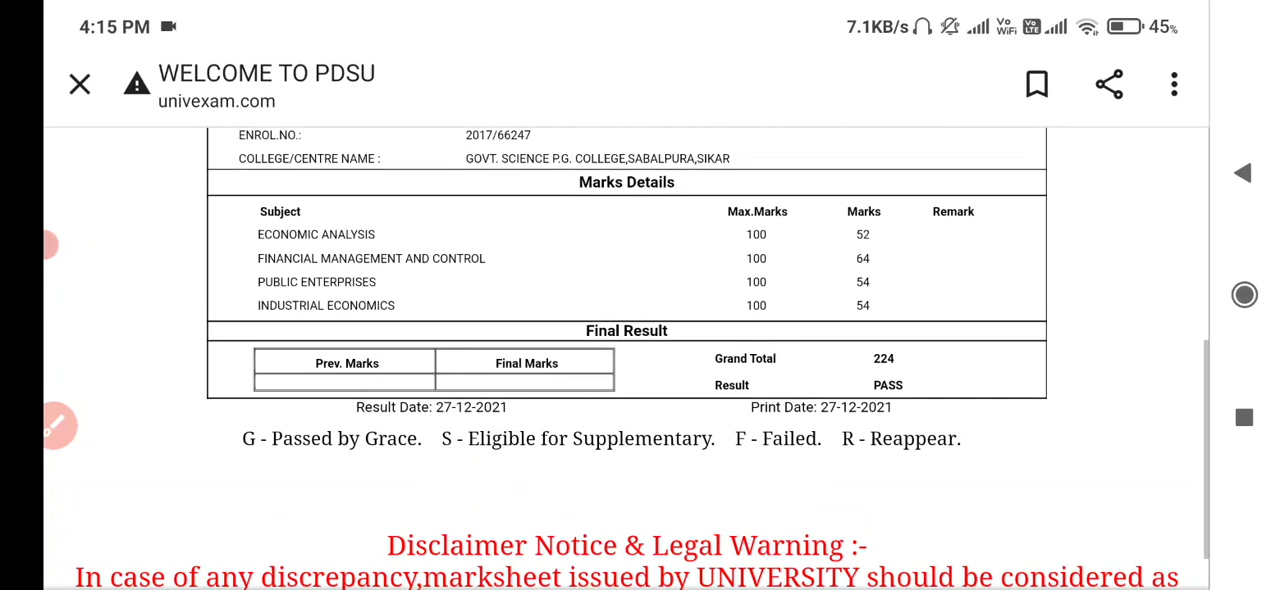 4:15 PM
7.1KB/s Vo WiFi Vo LTE 45%
WELCOME TO PDSU
univexam.com
ENROL.NO.: 2017/66247
COLLEGE/CENTRE NAME : GOVT. SCIENCE P.G. COLLEGE,SABALPURA,SIKAR
Marks Details
Subject Max.Marks Marks Remark
ECONOMIC ANALYSIS 100 52
FINANCIAL MANAGEMENT AND CONTROL 100 64
PUBLIC ENTERPRISES 100 54
INDUSTRIAL ECONOMICS 100 54
Final Result
Prev. Marks Final Marks Grand Total 224
Result PASS
Result Date: 27-12-2021 Print Date: 27-12-2021
G - Passed by Grace. S - Eligible for Supplementary. F - Failed. R - Reappear.
Disclaimer Notice & Legal Warning :-
In case of any discrepancy,marksheet issued by UNIVERSITY should be considered as